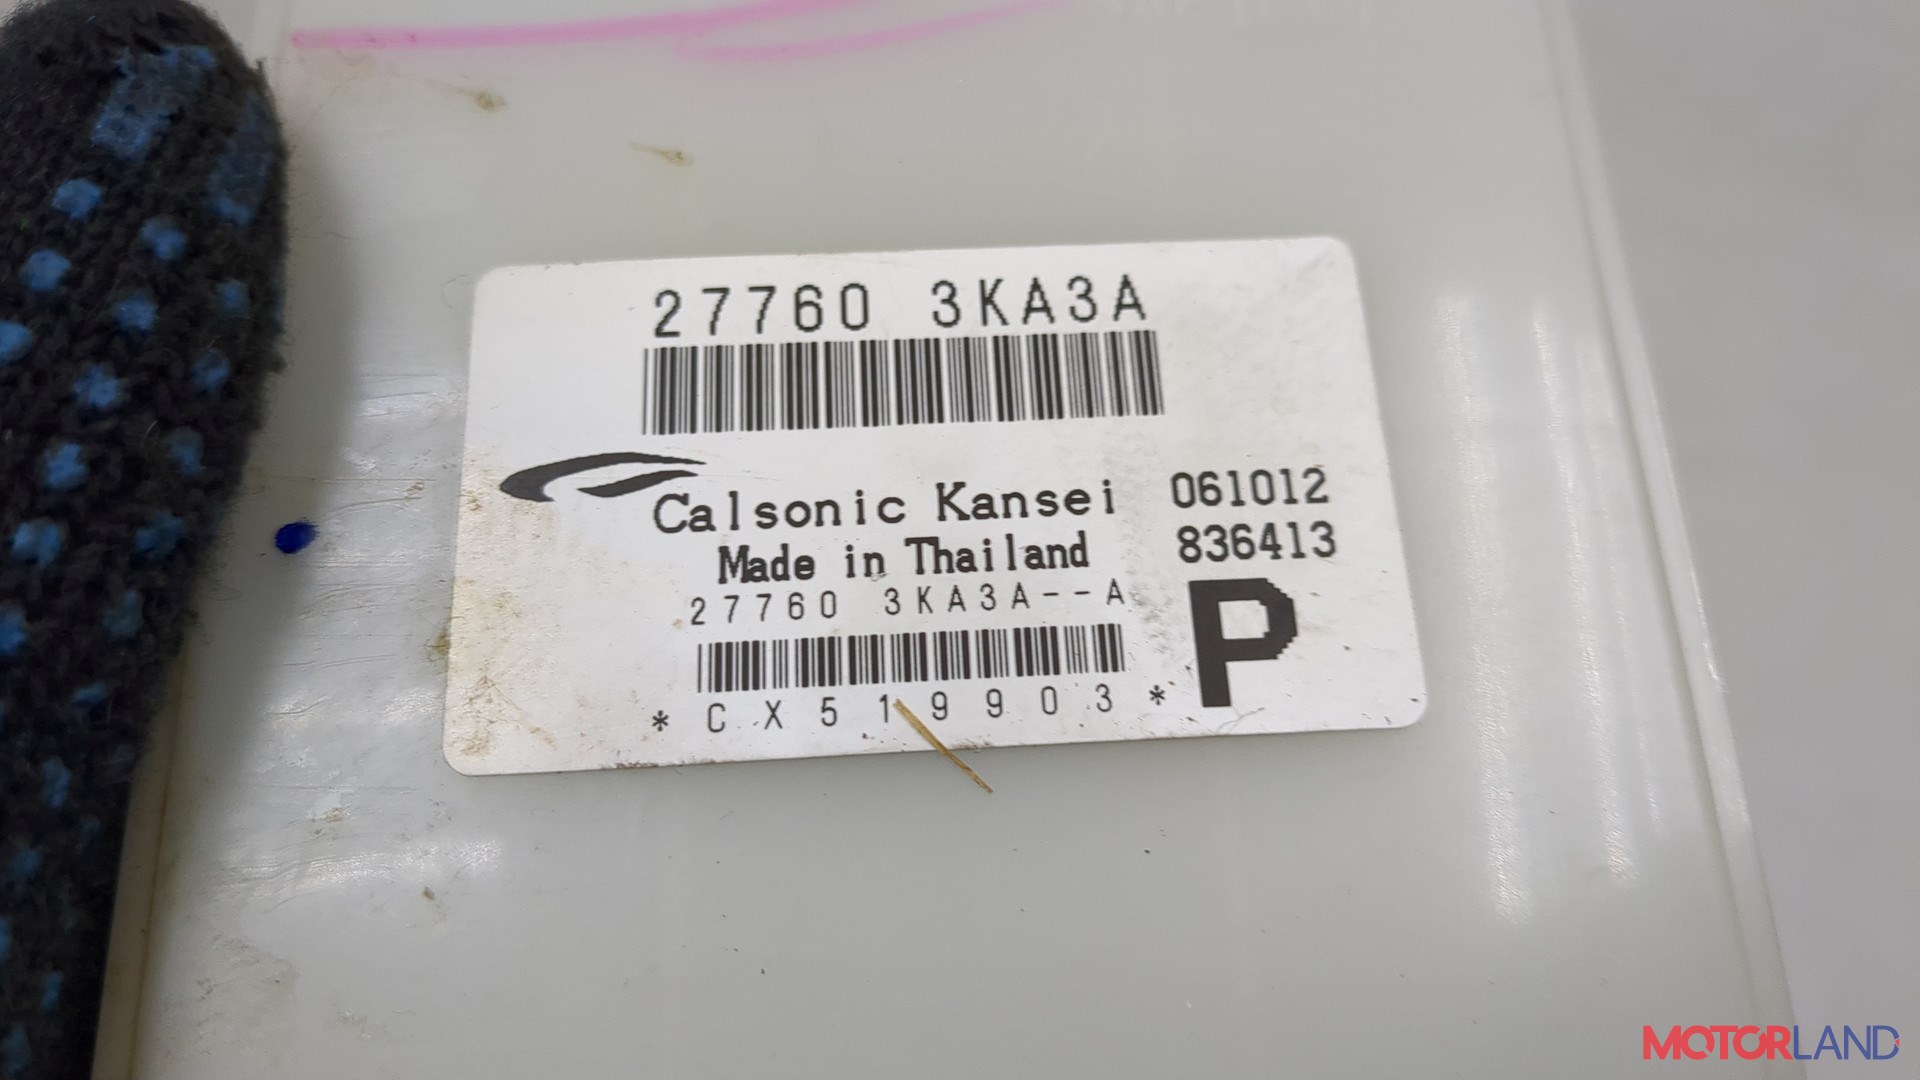 27760 3KA3A
Calsonic Kansei 061012
Made in Thailand 836413
27760 3KA3A--A
P
*CX519903*
MOTORLAND